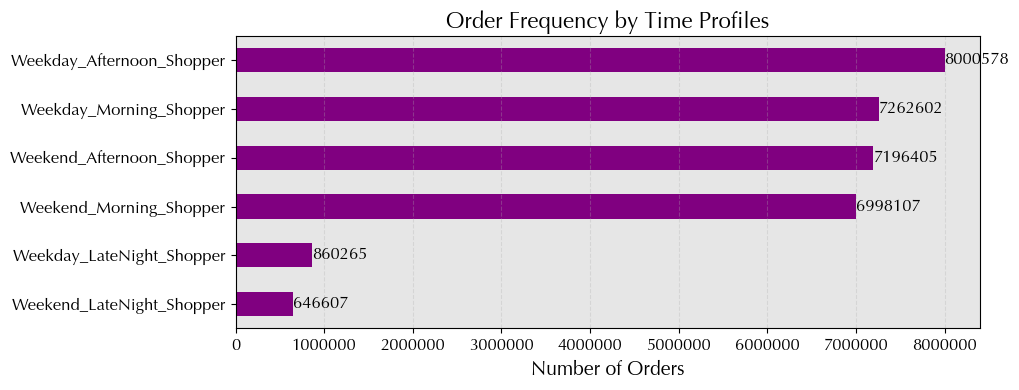 Order Frequency by Time Profiles
Weekday_Afternoon_Shopper 8000578
Weekday_Morning_Shopper 7262602
Weekend_Afternoon_Shopper 7196405
Weekend_Morning_Shopper 6998107
Weekday_LateNight_Shopper 860265
Weekend_LateNight_Shopper 646607
0 1000000 2000000 3000000 4000000 5000000 6000000 7000000 8000000
Number of Orders